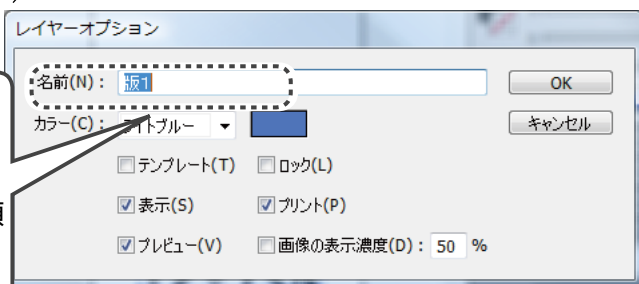 レイヤーオプション
名前(N)： 版1
OK
カラー(C)： ライトブルー
キャンセル
テンプレート(T) ロック(L)
表示(S) プリント(P)
プレビュー(V) 画像の表示濃度(D)： 50 %